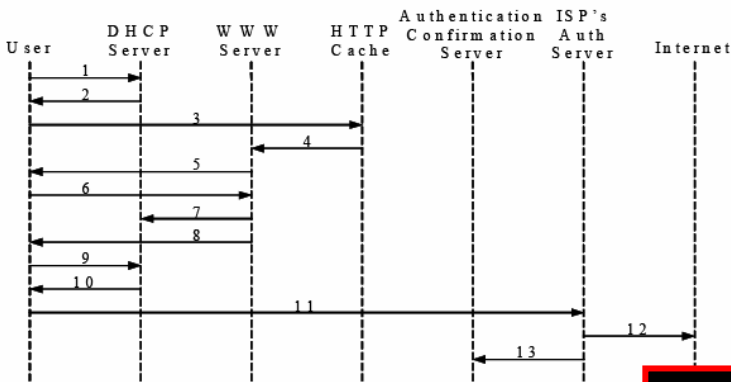 User
DHCP
Server
WWW
Server
HTTP
Cache
Authentication
Confirmation
Server
ISP's
Auth
Server
Internet
1
2
3
4
5
6
7
8
9
10
11
12
13